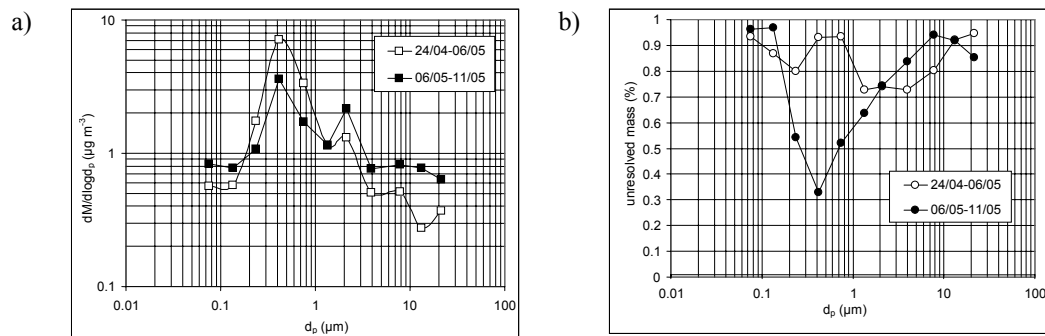 a)
10
1
0.1
dM/dlogdp (µg m-3)
0.01 0.1 1 10 100
dp (µm)
24/04-06/05
06/05-11/05
b)
1
0.9
0.8
0.7
0.6
0.5
0.4
0.3
0.2
0.1
0
unresolved mass (%)
0.01 0.1 1 10 100
dp (µm)
24/04-06/05
06/05-11/05